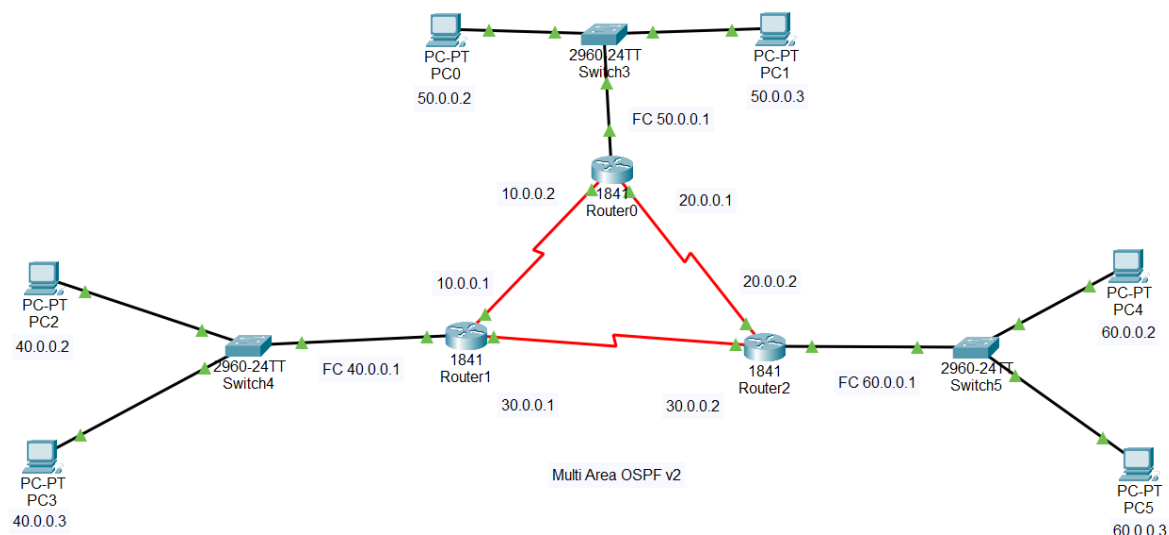 PC-PT
PC0
50.0.0.2
2960-24TT
Switch3
PC-PT
PC1
50.0.0.3
FC 50.0.0.1
1841
Router0
10.0.0.2
20.0.0.1
10.0.0.1
20.0.0.2
PC-PT
PC2
40.0.0.2
2960-24TT
Switch4
FC 40.0.0.1
1841
Router1
30.0.0.1
30.0.0.2
1841
Router2
FC 60.0.0.1
2960-24TT
Switch5
PC-PT
PC4
60.0.0.2
PC-PT
PC3
40.0.0.3
Multi Area OSPF v2
PC-PT
PC5
60.0.0.3